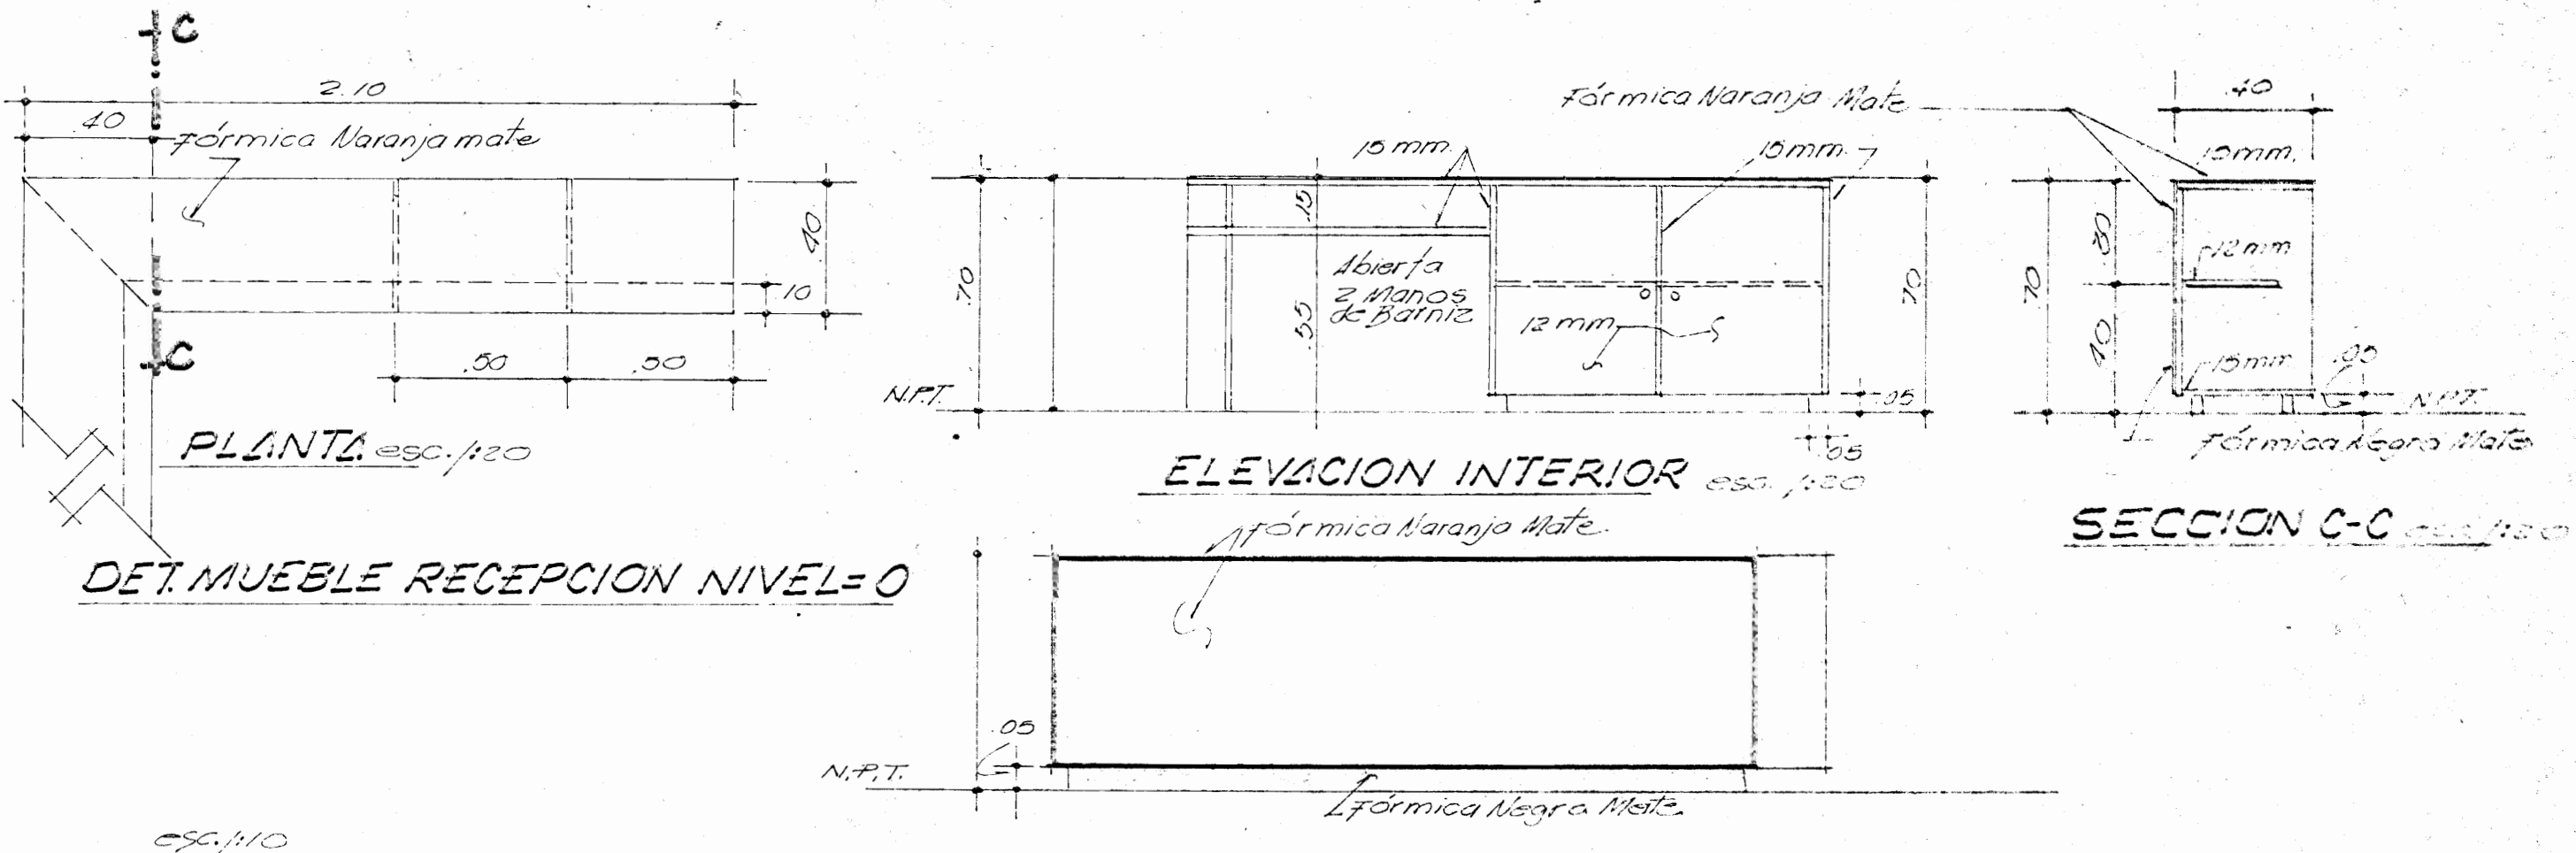 C
2.10
.40
Fórmica Naranja mate
.40
.10
C
.50
.50
PLANTA esc. 1:20
DET. MUEBLE RECEPCION NIVEL=0
Fórmica Naranja Mate
15 mm.
15 mm.
.70
.15
Abierta
2 Manos
de Barniz
.55
12 mm.
.70
N.P.T.
.05
.05
ELEVACION INTERIOR esc. 1:20
.40
15 mm.
.70
.30
12 mm
.40
15 mm
.05
N.P.T.
Fórmica Negra Mate
SECCION C-C esc. 1:20
Fórmica Naranja Mate.
.05
N.P.T.
Fórmica Negra Mate.
esc. 1:10